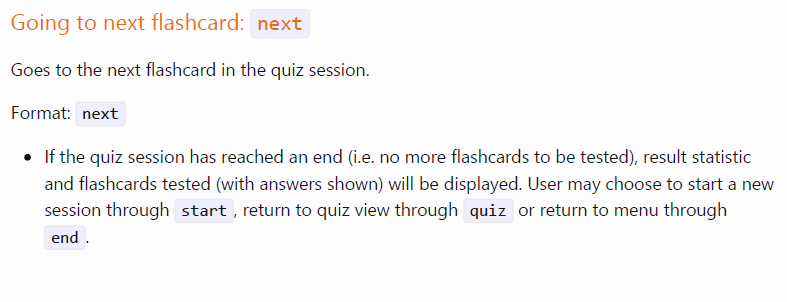 Going to next flashcard: next
Goes to the next flashcard in the quiz session.
Format: next
• If the quiz session has reached an end (i.e. no more flashcards to be tested), result statistic
and flashcards tested (with answers shown) will be displayed. User may choose to start a new
session through start, return to quiz view through quiz or return to menu through
end.